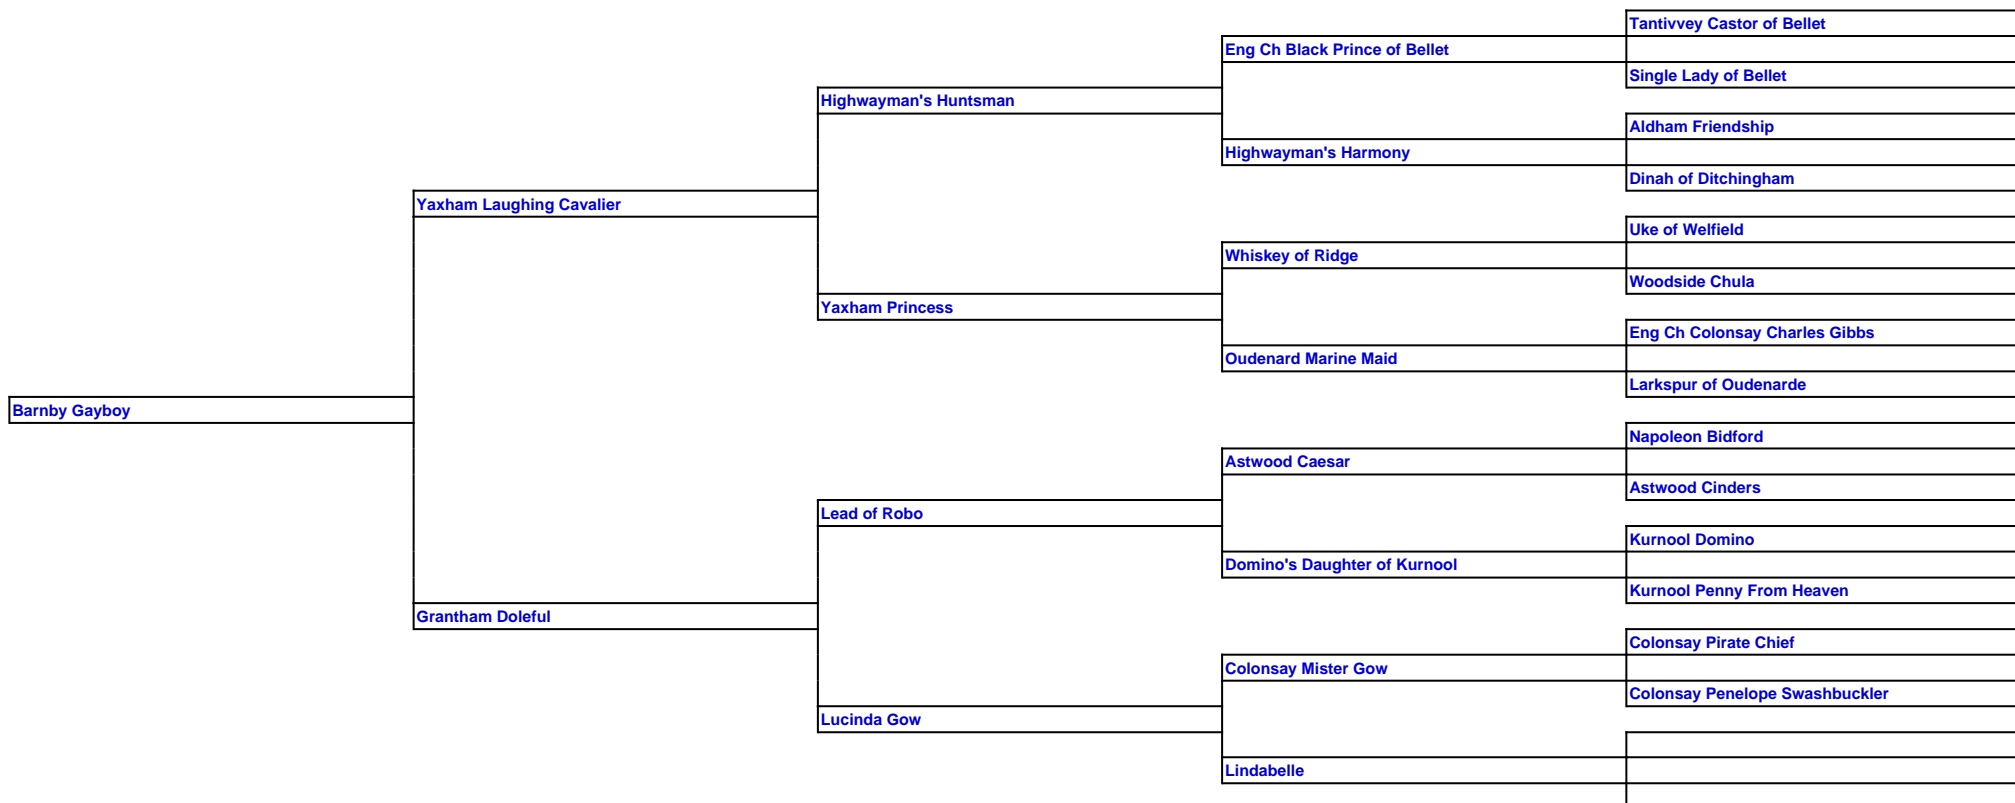 Tantivvey Castor of Bellet
Eng Ch Black Prince of Bellet
Single Lady of Bellet
Highwayman's Huntsman
Aldham Friendship
Highwayman's Harmony
Dinah of Ditchingham
Yaxham Laughing Cavalier
Uke of Welfield
Whiskey of Ridge
Woodside Chula
Yaxham Princess
Eng Ch Colonsay Charles Gibbs
Oudenard Marine Maid
Larkspur of Oudenarde
Barnby Gayboy
Napoleon Bidford
Astwood Caesar
Astwood Cinders
Lead of Robo
Kurnool Domino
Domino's Daughter of Kurnool
Kurnool Penny From Heaven
Grantham Doleful
Colonsay Pirate Chief
Colonsay Mister Gow
Colonsay Penelope Swashbuckler
Lucinda Gow
Lindabelle